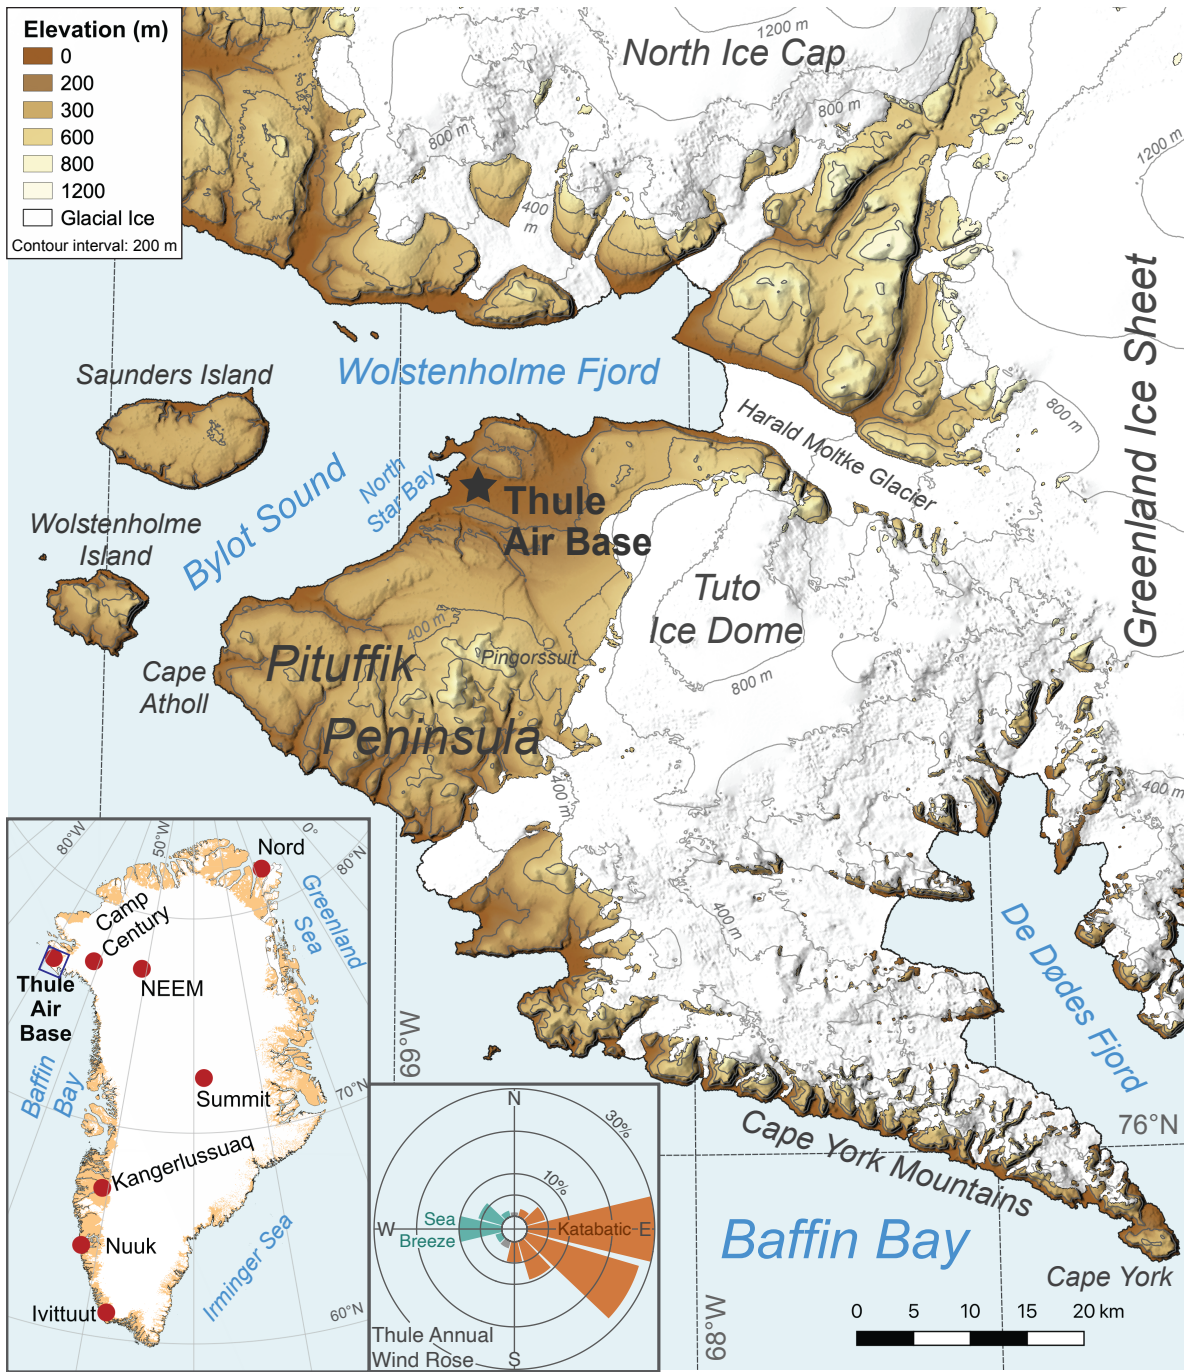 Elevation (m)
0
200
300
600
800
1200
Glacial Ice
Contour interval: 200 m
1200 m
North Ice Cap
800 m
800 m
1200 m
400
m
Greenland Ice Sheet
Wolstenholme Fjord
Saunders Island
800 m
Harald Moltke Glacier
North
Star Bay
Bylot Sound
Thule
Air Base
Wolstenholme
Island
Tuto
Ice Dome
400 m
Pingorssuit
Pituffik
Cape
Atholl
800 m
Peninsula
400 m
400 m
400 m
De Dødes Fjord
69°W
76°N
Cape York Mountains
Baffin Bay
Cape York
68°W
0
5
10
15
20 km
80°W
50°W
0°
80°N
Nord
Greenland
Sea
Camp
Century
NEEM
Thule
Air
Base
Baffin
Bay
Summit
70°N
Kangerlussuaq
Nuuk
Irminger Sea
Ivittuut
60°N
N
30%
10%
W
Sea
Breeze
Katabatic
E
S
Thule Annual
Wind Rose